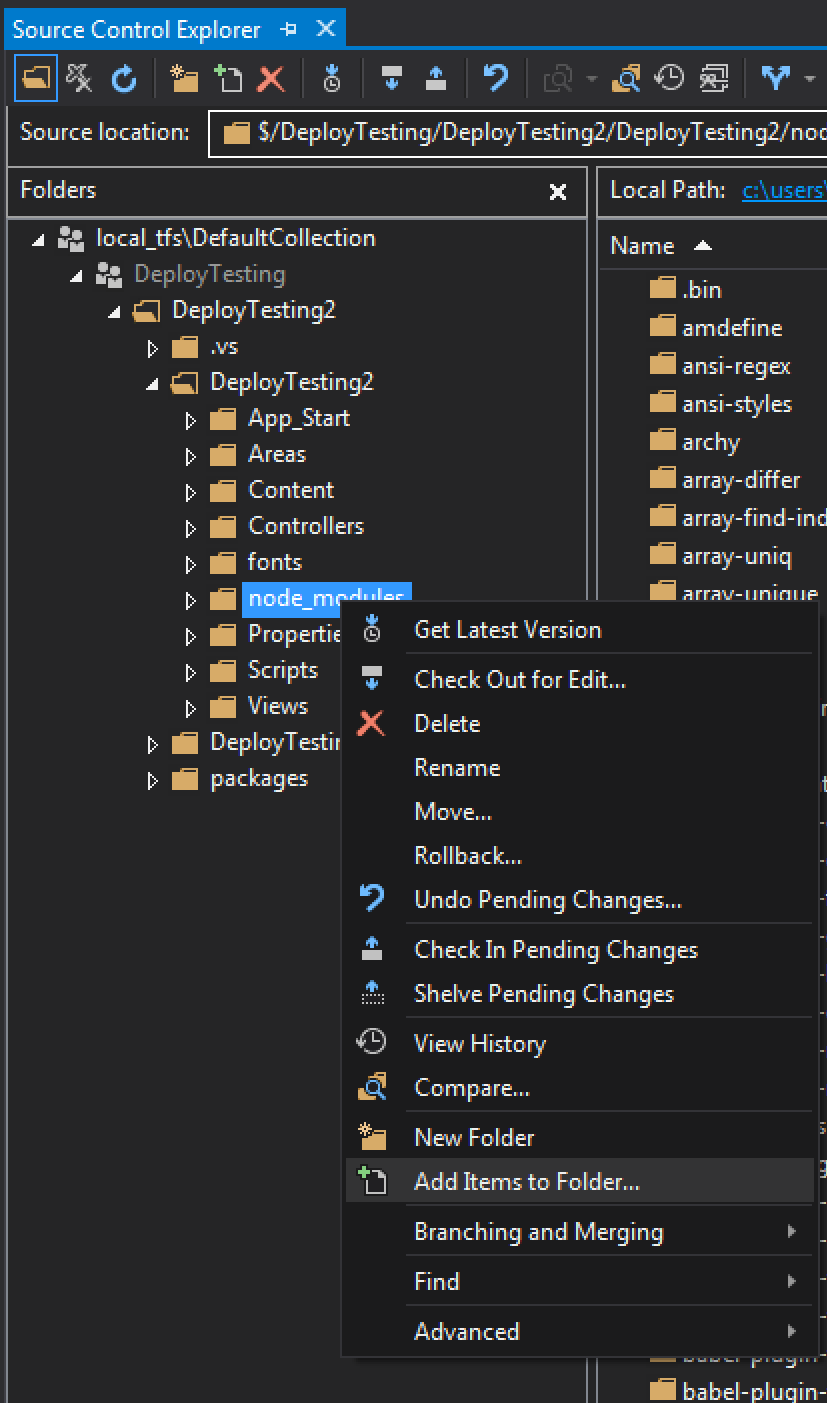 Source Control Explorer
Source location: $/DeployTesting/DeployTesting2/DeployTesting2/nod
Folders
Local Path: c:\users\
local_tfs\DefaultCollection
Name
DeployTesting
DeployTesting2
.vs
DeployTesting2
App_Start
Areas
Content
Controllers
fonts
node_modules
Properties
Scripts
Views
DeployTestin
packages
.bin
amdefine
ansi-regex
ansi-styles
archy
array-differ
array-find-ind
array-uniq
array-unique
Get Latest Version
Check Out for Edit...
Delete
Rename
Move...
Rollback...
Undo Pending Changes...
Check In Pending Changes
Shelve Pending Changes
View History
Compare...
New Folder
Add Items to Folder...
Branching and Merging
Find
Advanced
babel-plugin-
babel-plugin-